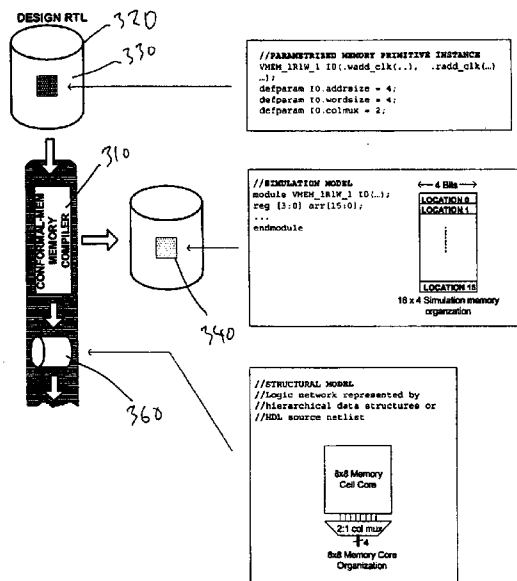 DESIGN RTL
320
330
//PARAMETRIZED MEMORY PRIMITIVE INSTANCE
VMEM_1R1W_1 I0(.wadd_clk(..), .radd_clk(…)
…);
defparam I0.addrsize = 4;
defparam I0.wordsize = 4;
defparam I0.colmux = 2;
310
CONFORMAL-MEM
MEMORY
COMPILER
340
//SIMULATION MODEL
module VMEM_1R1W_1 I0(…);
reg [3:0] arr[15:0];
...
endmodule
4 Bits
LOCATION 0
LOCATION 1
LOCATION 16
16 x 4 Simulation memory
organzation
360
//STRUCTURAL MODEL
//Logic network represented by
//hierarchical data structures or
//HDL source netlist
8x8 Memory
Cell Core
2:1 col mux
4
8x8 Memory Core
Organization